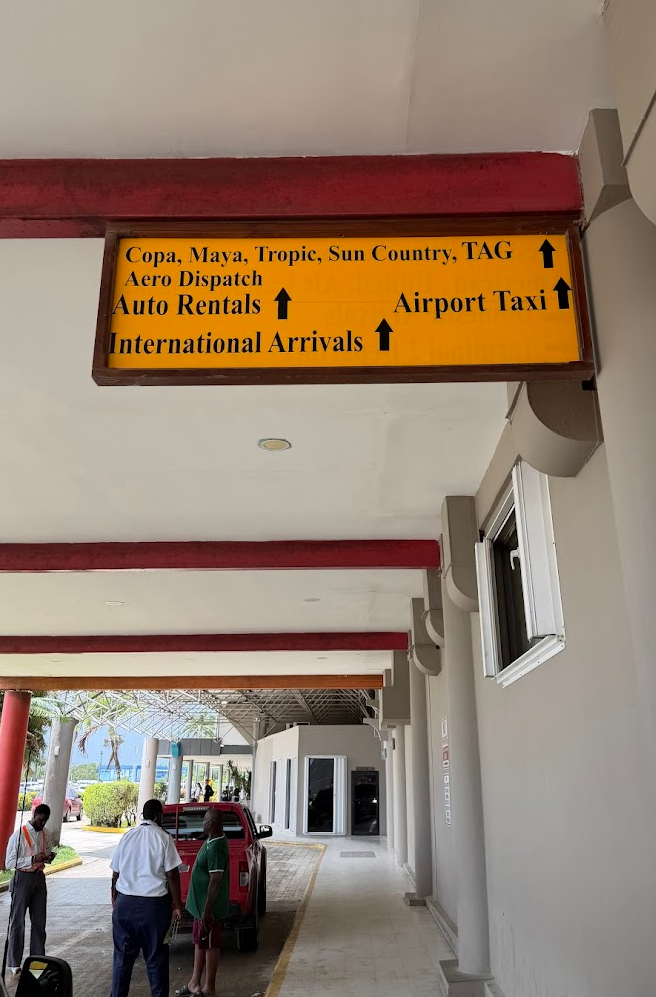 Copa, Maya, Tropic, Sun Country, TAG
Aero Dispatch
Auto Rentals Airport Taxi
International Arrivals